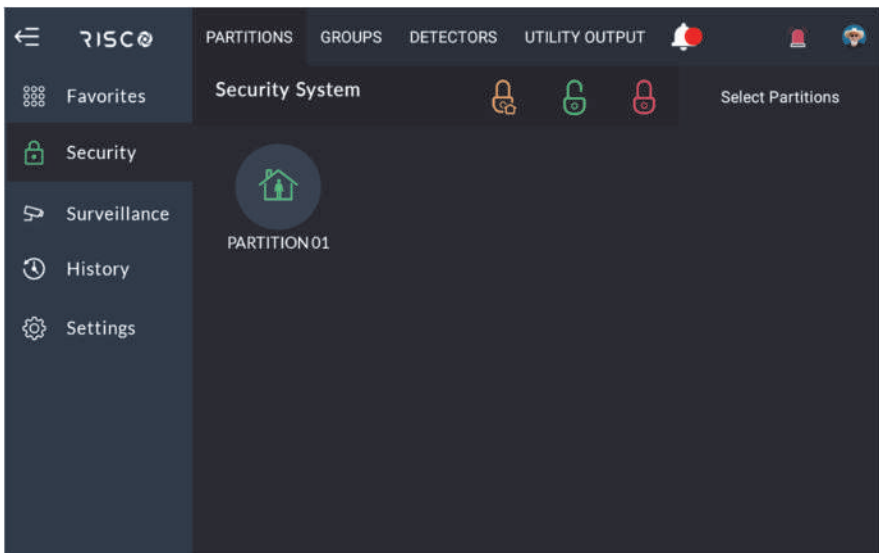 RISCO
PARTITIONS GROUPS DETECTORS UTILITY OUTPUT
Favorites
Security System
Select Partitions
Security
Surveillance
PARTITION 01
History
Settings